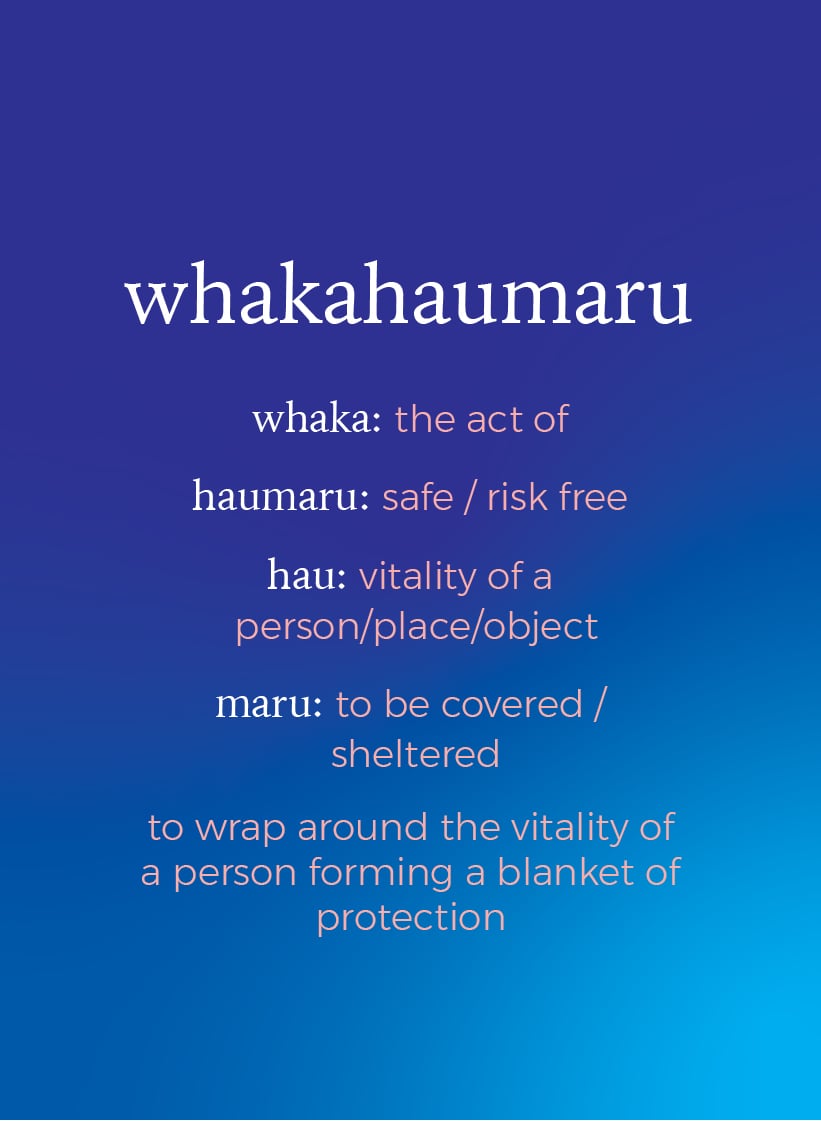 whakahaumaru
whaka: the act of
haumaru: safe / risk free
hau: vitality of a
person/place/object
maru: to be covered /
sheltered
to wrap around the vitality of
a person forming a blanket of
protection